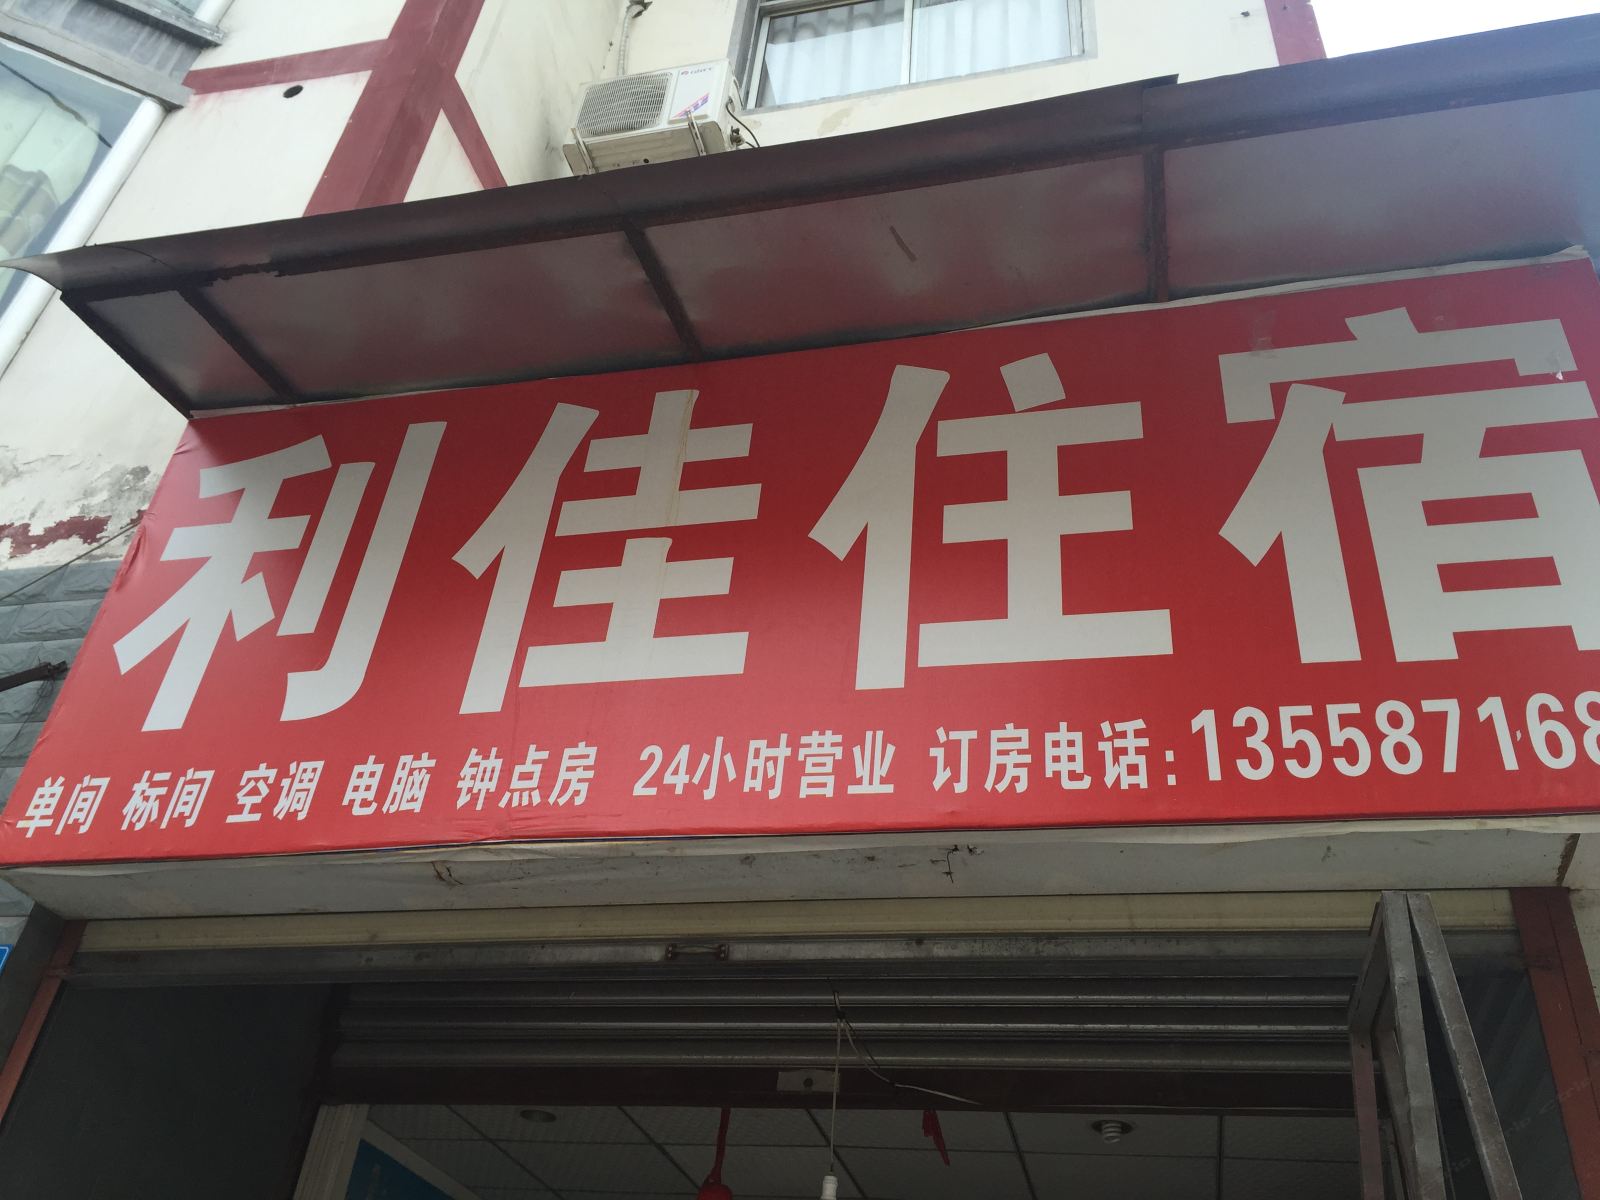 利佳住宿
单间 标间 空调 电脑 钟点房 24小时营业 订房电话:135587168